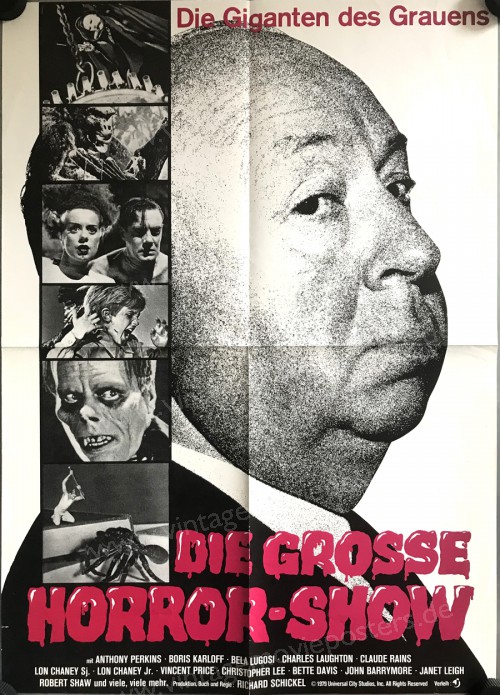 Die Giganten des Grauens
DIE GROSSE
HORROR-SHOW
mit ANTHONY PERKINS · BORIS KARLOFF · BELA LUGOSI · CHARLES LAUGHTON · CLAUDE RAINS
LON CHANEY Sj. · LON CHANEY Jr. · VINCENT PRICE · CHRISTOPHER LEE · BETTE DAVIS · JOHN BARRYMORE · JANET LEIGH
ROBERT SHAW und viele, viele mehr. Produktion, Buch und Regie: RICHARD SCHICKEL © 1979 Universal City Studios, Inc. All Rights Reserved Verleih: